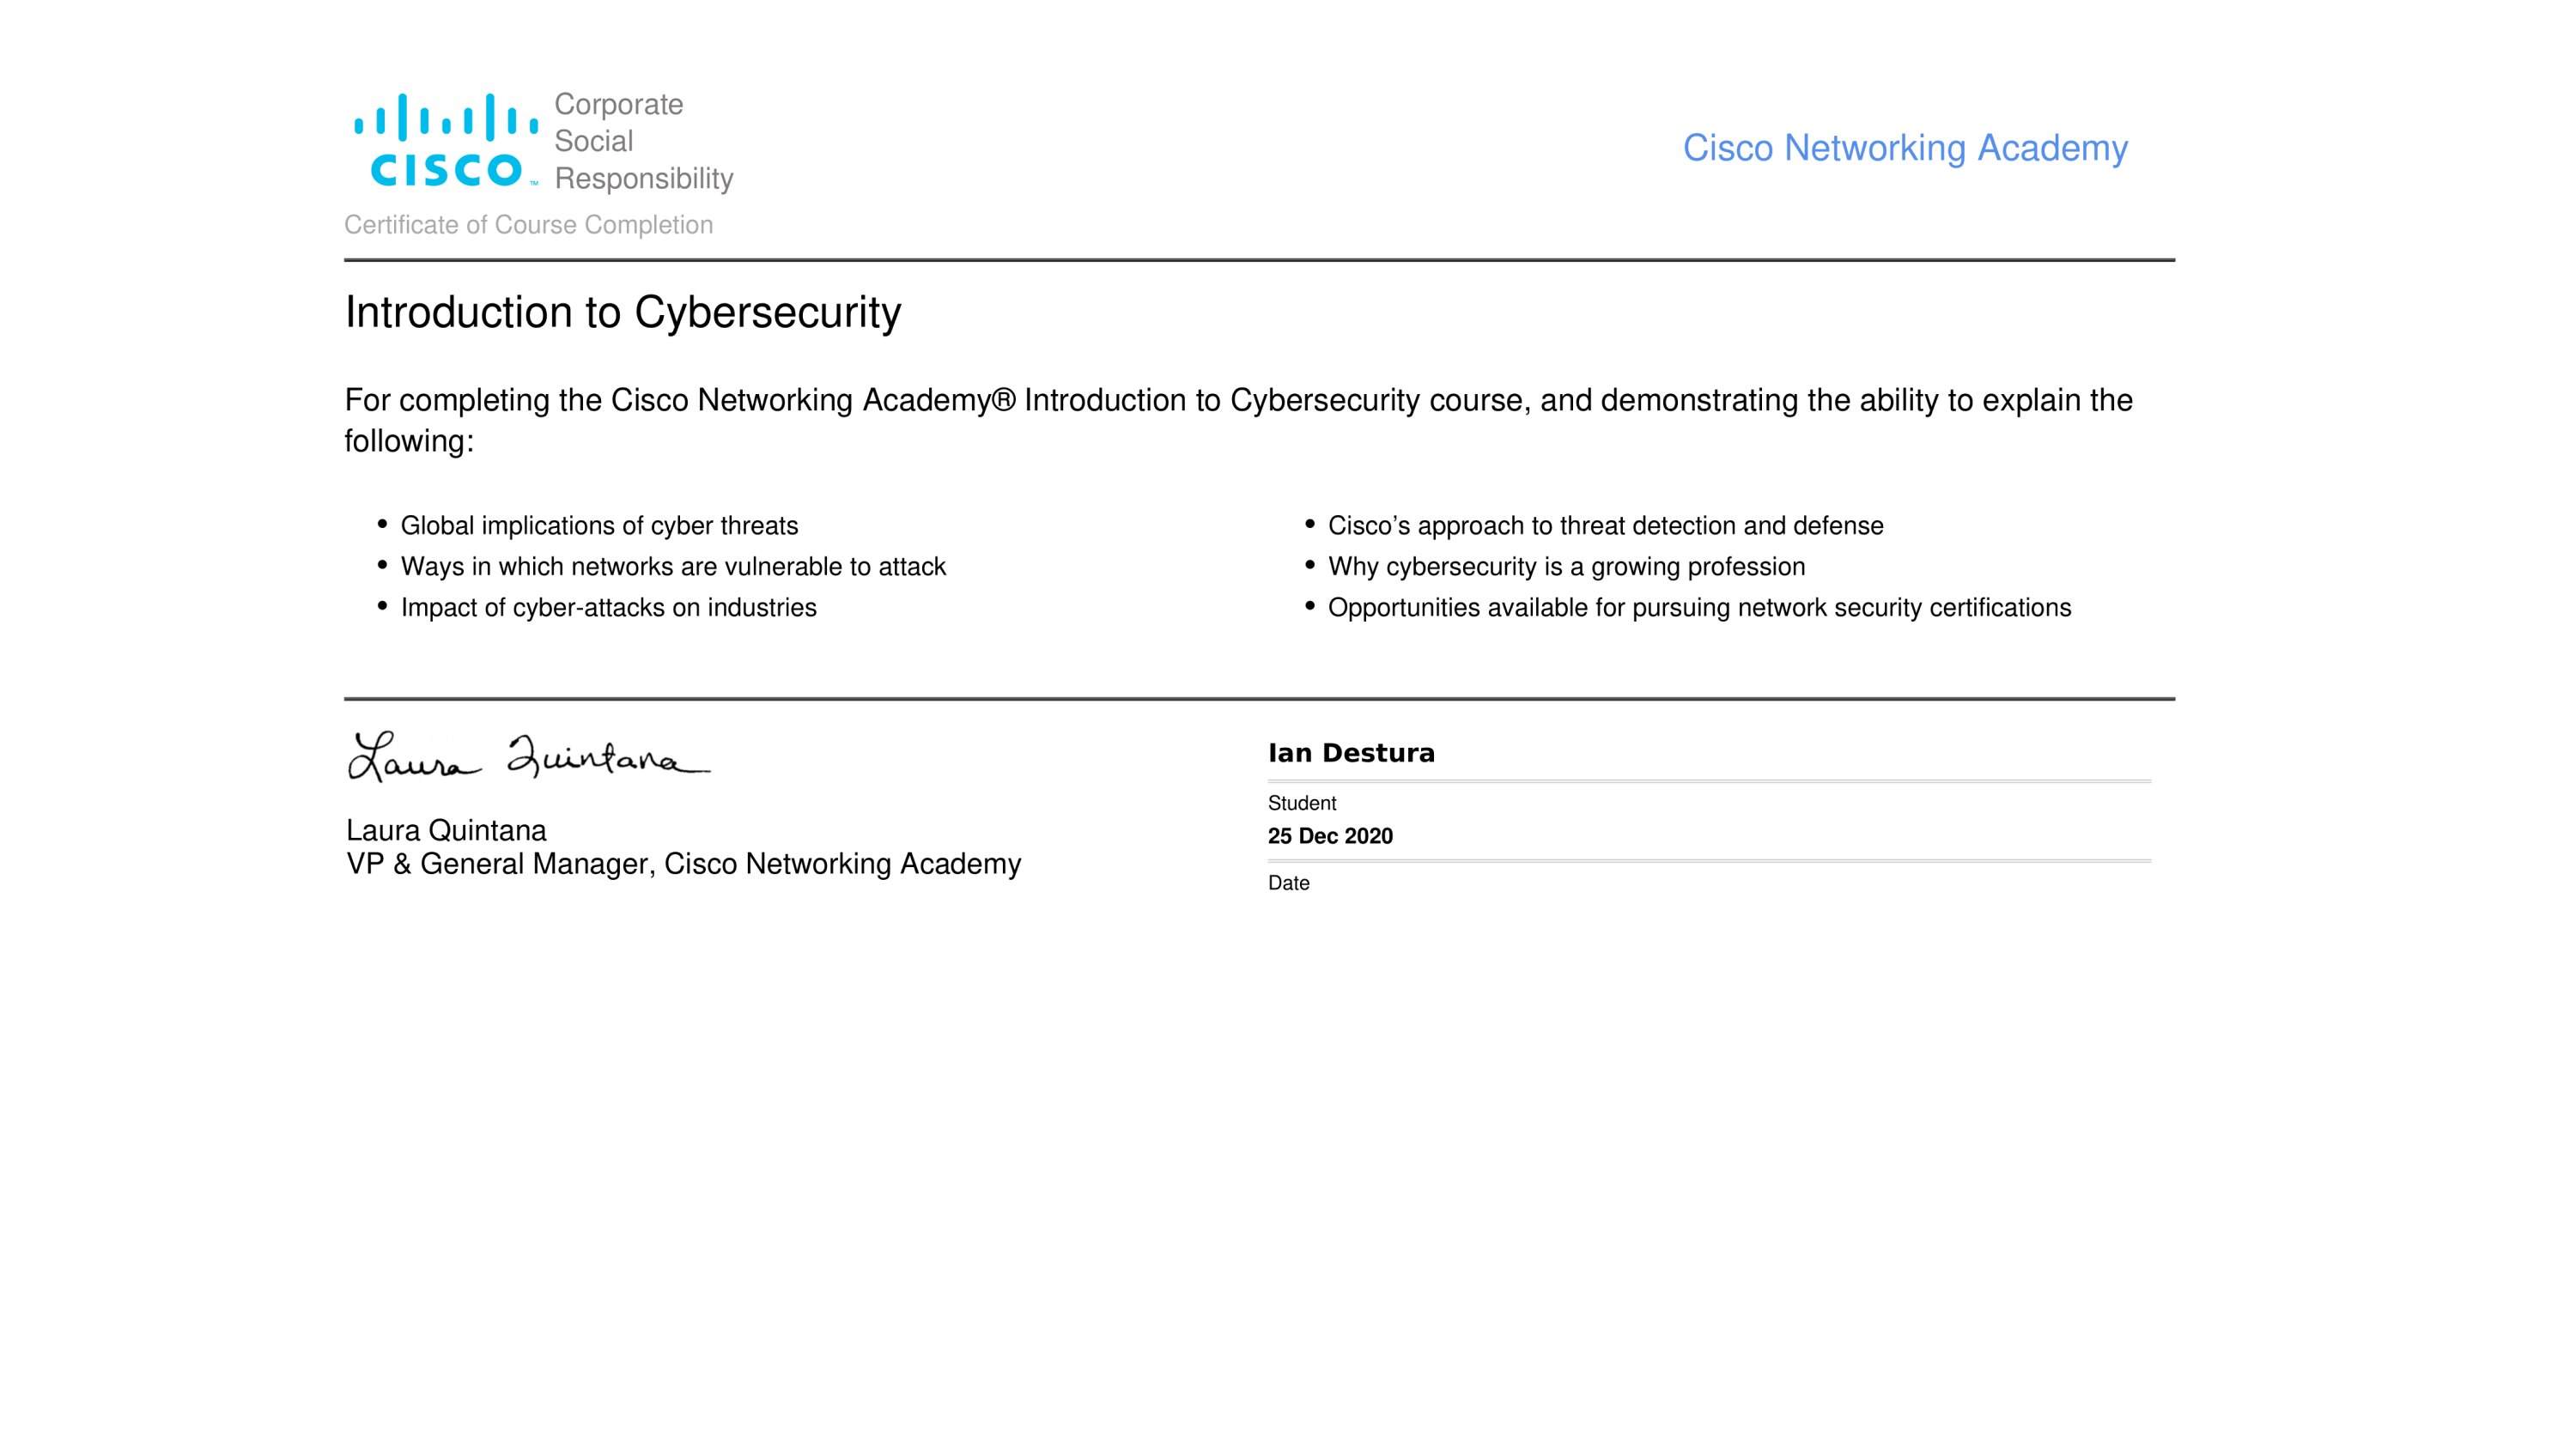 CISCO™
Corporate
Social
Responsibility
Cisco Networking Academy
Certificate of Course Completion
Introduction to Cybersecurity
For completing the Cisco Networking Academy® Introduction to Cybersecurity course, and demonstrating the ability to explain the
following:
• Global implications of cyber threats
• Ways in which networks are vulnerable to attack
• Impact of cyber-attacks on industries
• Cisco’s approach to threat detection and defense
• Why cybersecurity is a growing profession
• Opportunities available for pursuing network security certifications
Laura Quintana
Laura Quintana
VP & General Manager, Cisco Networking Academy
Ian Destura
Student
25 Dec 2020
Date